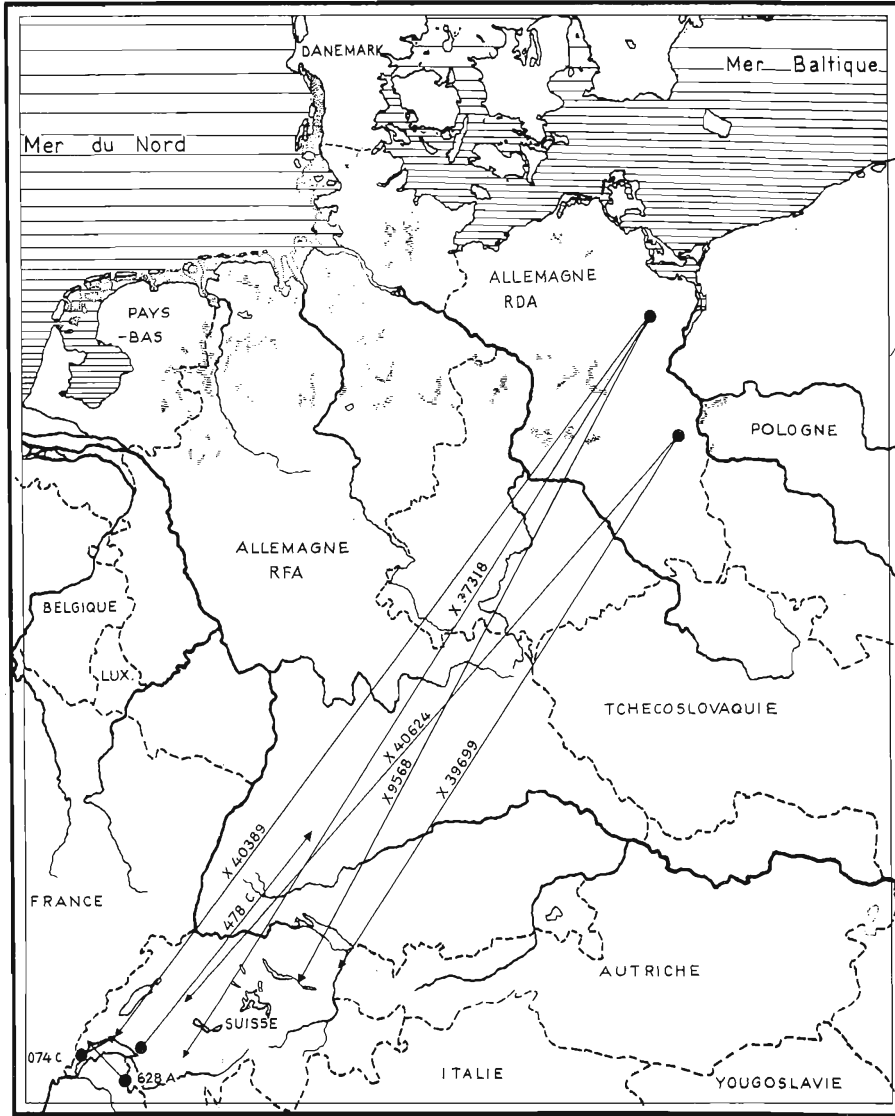 DANEMARK
Mer Baltique
Mer du Nord
ALLEMAGNE
RDA
PAYS
-BAS
POLOGNE
ALLEMAGNE
RFA
X 37318
BELGIQUE
LUX.
TCHECOSLOVAQUIE
X 40624
X 9568
X 39699
X 40389
478 C
FRANCE
AUTRICHE
SUISSE
074 C
628 A
ITALIE
YOUGOSLAVIE